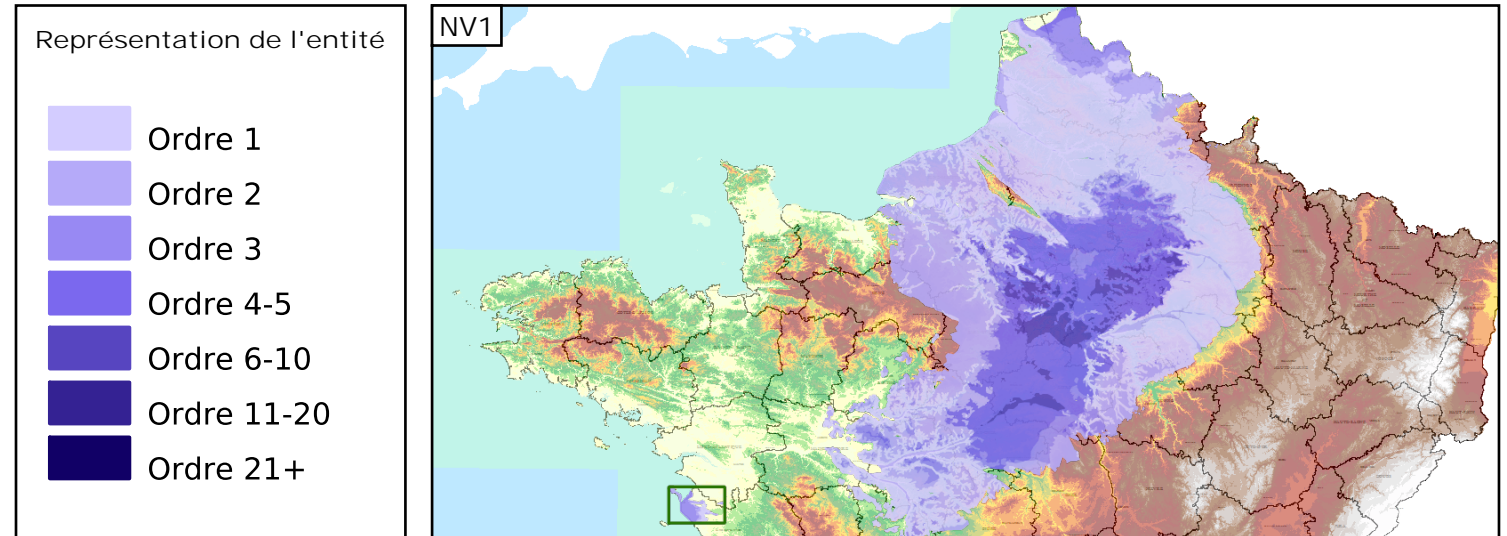 Représentation de l'entité
Ordre 1
Ordre 2
Ordre 3
Ordre 4-5
Ordre 6-10
Ordre 11-20
Ordre 21+
NV1